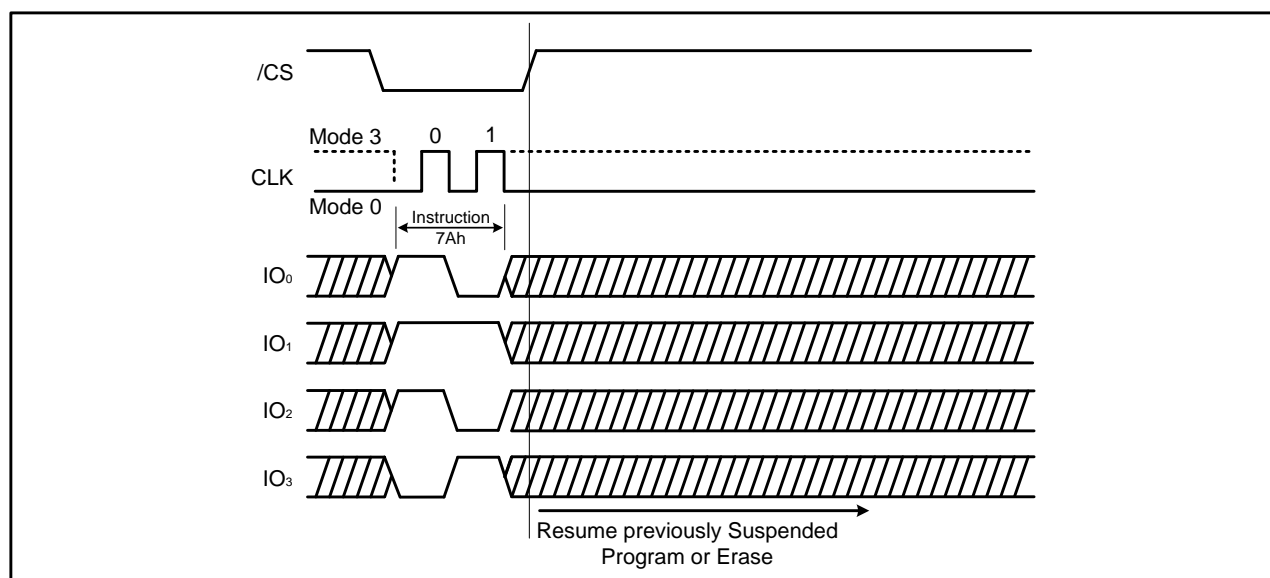 /CS
Mode 3
0
1
CLK
Mode 0
Instruction
7Ah
IO₀
IO₁
IO₂
IO₃
Resume previously Suspended
Program or Erase